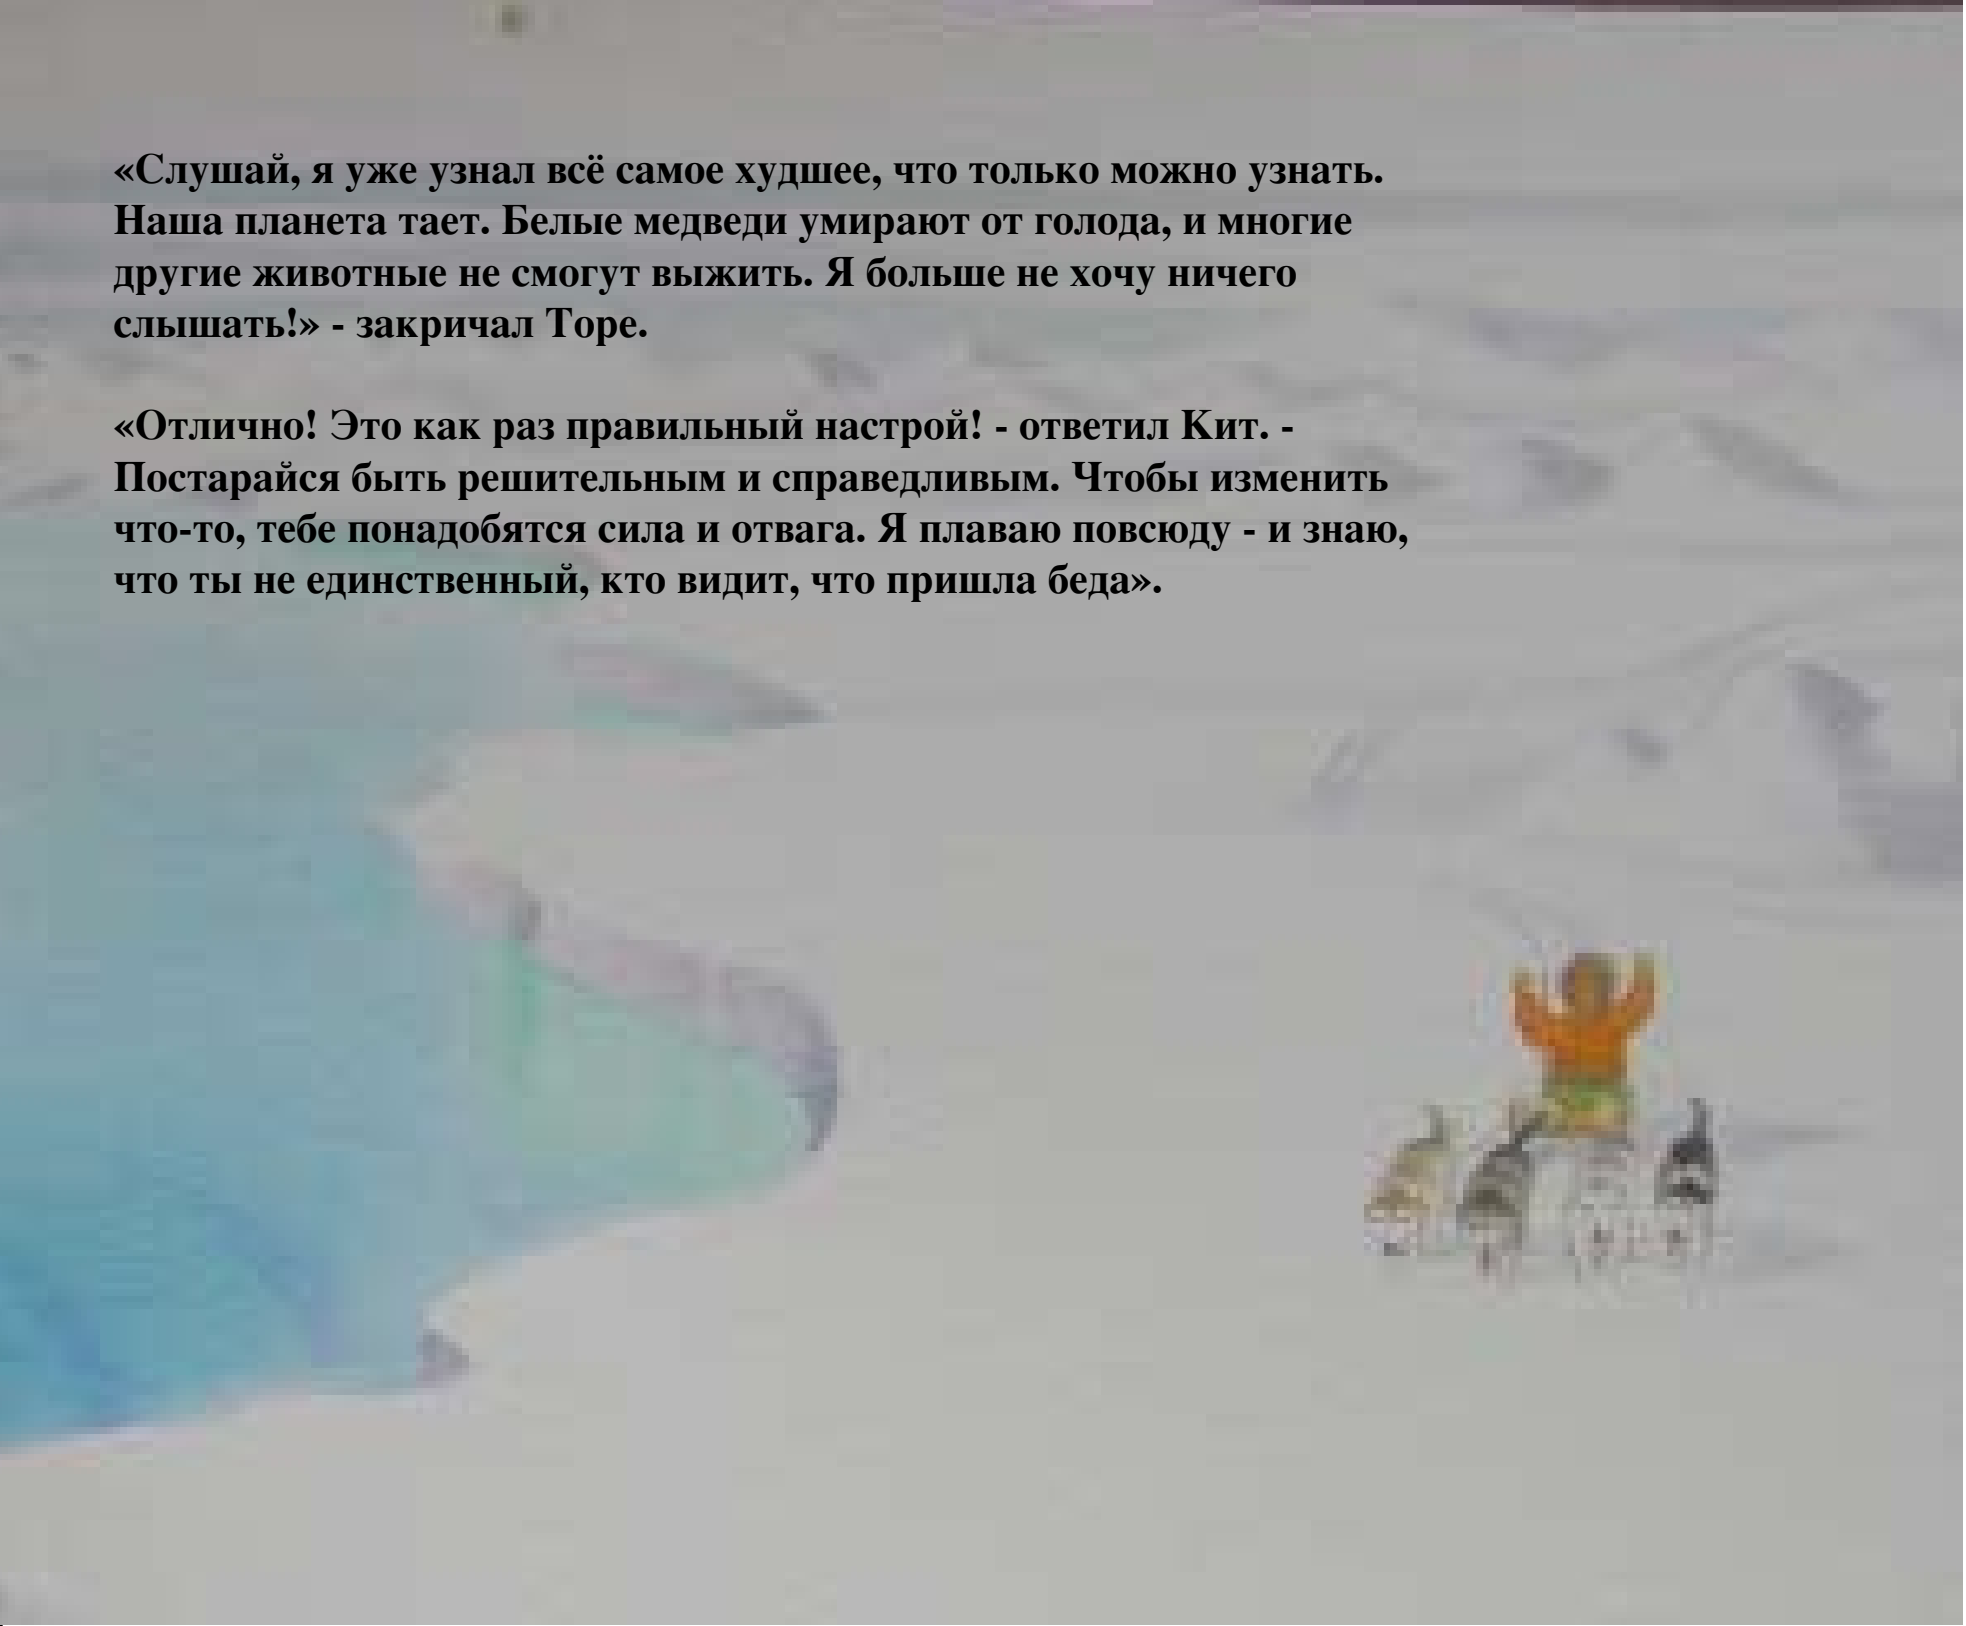 «Слушай, я уже узнал всё самое худшее, что только можно узнать.
Наша планета тает. Белые медведи умирают от голода, и многие
другие животные не смогут выжить. Я больше не хочу ничего
слышать!» - закричал Торе.
«Отлично! Это как раз правильный настрой! - ответил Кит. -
Постарайся быть решительным и справедливым. Чтобы изменить
что-то, тебе понадобятся сила и отвага. Я плаваю повсюду - и знаю,
что ты не единственный, кто видит, что пришла беда».